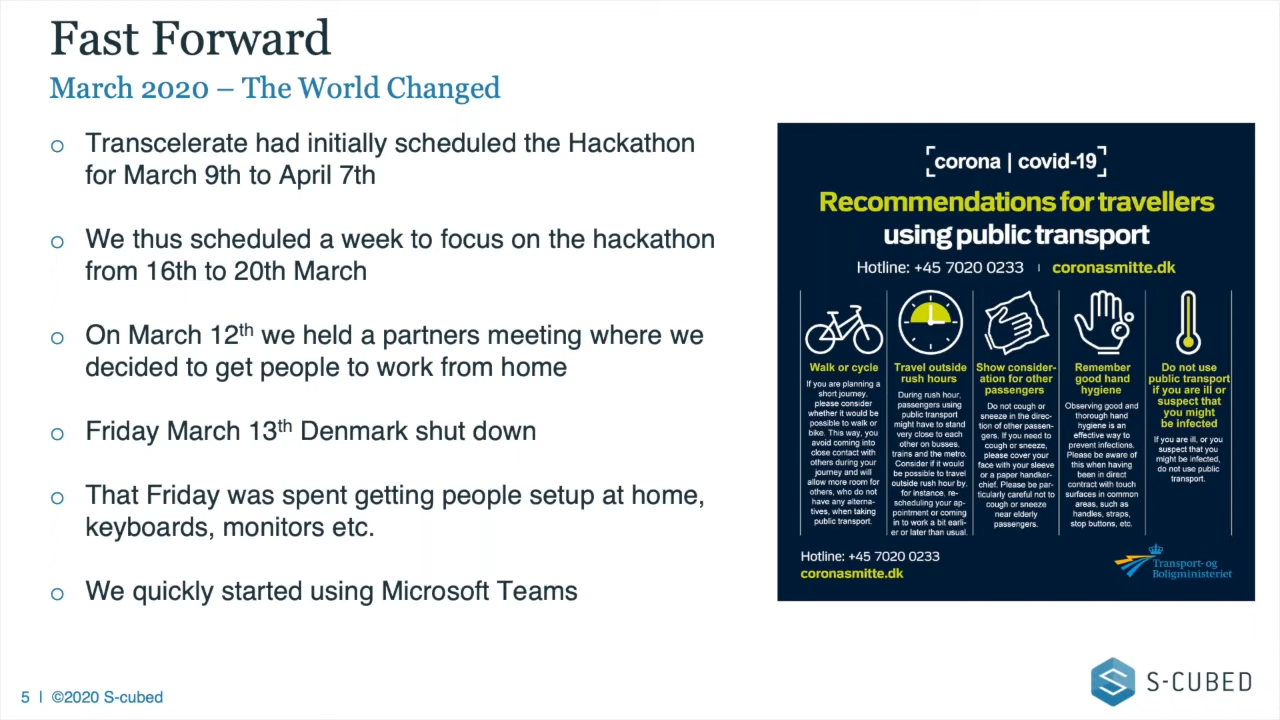 Fast Forward
March 2020 – The World Changed
o Transcelerate had initially scheduled the Hackathon
for March 9th to April 7th
o We thus scheduled a week to focus on the hackathon
from 16th to 20th March
o On March 12th we held a partners meeting where we
decided to get people to work from home
o Friday March 13th Denmark shut down
o That Friday was spent getting people setup at home,
keyboards, monitors etc.
o We quickly started using Microsoft Teams
corona | covid-19
Recommendations for travellers
using public transport
Hotline: +45 7020 0233 | coronasmitte.dk
Walk or cycle
If you are planning a
short journey,
please consider
whether it would be
possible to walk or
bike. This way, you
avoid coming into
close contact with
others during your
journey and will
allow more room for
others, who do not
have any alterna-
tives, when taking
public transport.
Travel outside
rush hours
During rush hour,
passengers using
public transport
might have to stand
very close to each
other on busses,
trains and the metro.
Consider if it would
be possible to travel
outside rush hour by,
for instance, re-
scheduling your ap-
pointment or coming
in to work a bit earli-
er or later than usual.
Show consider-
ation for other
passengers
Do not cough or
sneeze in the direc-
tion of other passen-
gers. If you need to
cough or sneeze,
please cover your
face with your sleeve
or a paper handker-
chief. Please be par-
ticularly careful not to
cough or sneeze
near elderly
passengers.
Remember
good hand
hygiene
Observing good and
thorough hand
hygiene is an
effective way to
prevent infections.
Please be aware of
this when having
been in direct
contact with touch
surfaces in common
areas, such as
handles, straps,
stop buttons, etc.
Do not use
public transport
if you are ill or
suspect that
you might
be infected
If you are ill, or you
suspect that you
might be infected,
do not use public
transport.
Hotline: +45 7020 0233
coronasmitte.dk
Transport- og
Boligministeriet
5 | ©2020 S-cubed
S-CUBED